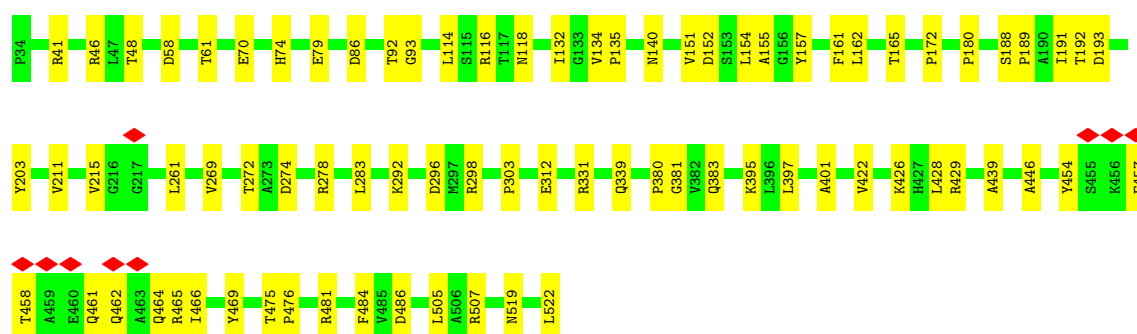 P34 R41 R46 L47 T48 D58 T61 E70 H74 E79 D86 T92 G93 L114 S115 R116 T117 N118 I132 G133 V134 P135 N140 V151 D152 S153 L154 A155 G156 Y157 F161 L162 T165 P172 P180 S188 P189 A190 I191 T192 D193
Y203 V211 V215 G216 G217 L261 V269 T272 A273 D274 R278 L283 K292 D296 M297 R298 P303 E312 R331 Q339 P380 G381 V382 Q383 K395 L396 L397 A401 V422 K426 H427 L428 R429 A439 A446 Y454 S455 K456
T458 A459 E460 Q461 Q462 A463 Q464 R465 I466 Y469 T475 P476 R481 F484 V485 D486 L505 A506 R507 N519 L522